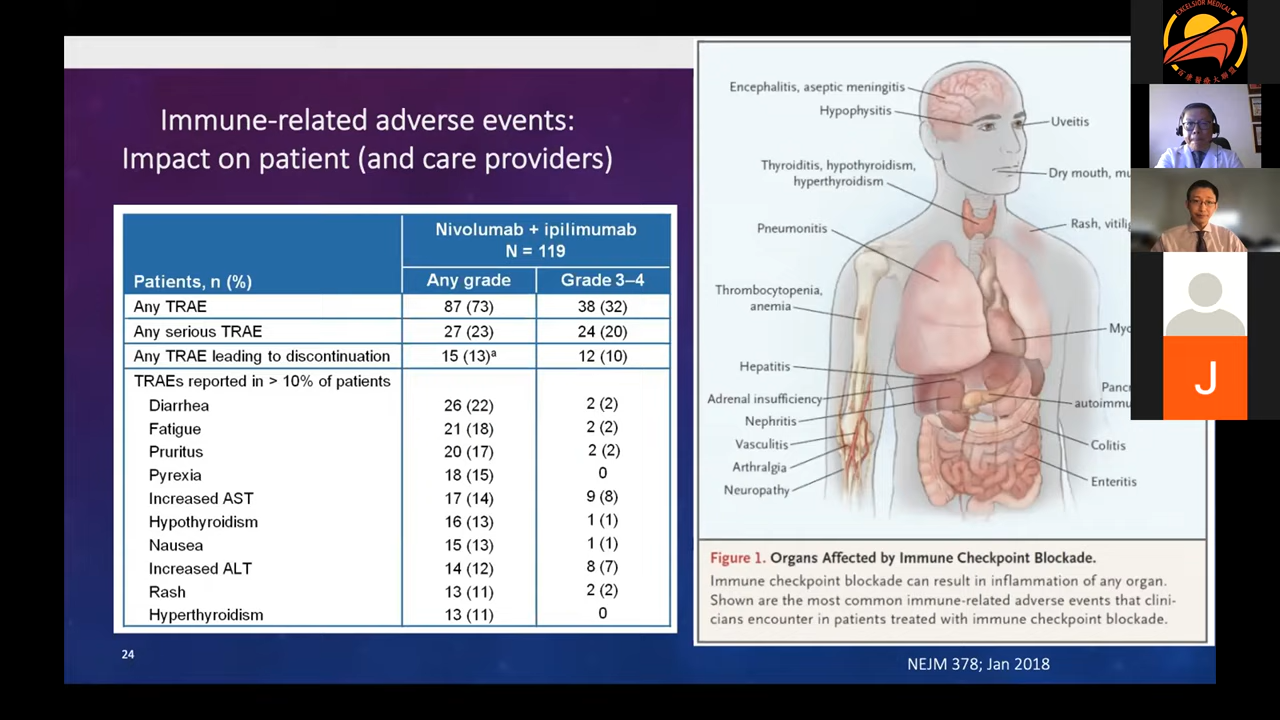 Immune-related adverse events:
Impact on patient (and care providers)
Nivolumab + ipilimumab
N = 119
Patients, n (%) Any grade Grade 3–4
Any TRAE 87 (73) 38 (32)
Any serious TRAE 27 (23) 24 (20)
Any TRAE leading to discontinuation 15 (13)ᵃ 12 (10)
TRAEs reported in > 10% of patients
Diarrhea 26 (22) 2 (2)
Fatigue 21 (18) 2 (2)
Pruritus 20 (17) 2 (2)
Pyrexia 18 (15) 0
Increased AST 17 (14) 9 (8)
Hypothyroidism 16 (13) 1 (1)
Nausea 15 (13) 1 (1)
Increased ALT 14 (12) 8 (7)
Rash 13 (11) 2 (2)
Hyperthyroidism 13 (11) 0
24
Encephalitis, aseptic meningitis
Hypophysitis
Uveitis
Thyroiditis, hypothyroidism,
hyperthyroidism
Dry mouth, mu
Pneumonitis
Rash, vitilig
Thrombocytopenia,
anemia
Myo
Hepatitis
Adrenal insufficiency
Nephritis
Vasculitis
Arthralgia
Neuropathy
Panc
autoimmu
Colitis
Enteritis
Figure 1. Organs Affected by Immune Checkpoint Blockade.
Immune checkpoint blockade can result in inflammation of any organ.
Shown are the most common immune-related adverse events that clini-
cians encounter in patients treated with immune checkpoint blockade.
NEJM 378; Jan 2018
EXCELSIOR MEDICAL
J